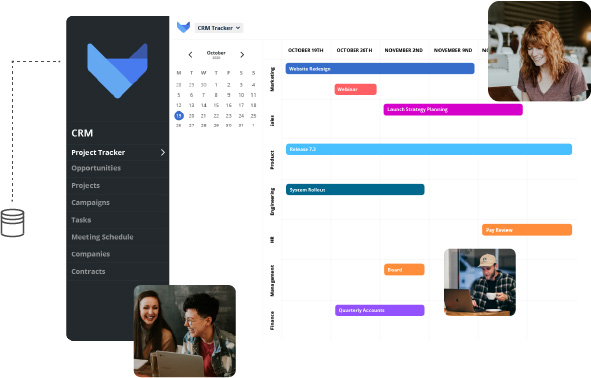 CRM Tracker
October
2020
M T W T F S S
28 29 30 1 2 3 4
5 6 7 8 9 10 11
12 13 14 15 16 17 18
19 20 21 22 23 24 25
26 27 28 29 30 31 1
CRM
Project Tracker
Opportunities
Projects
Campaigns
Tasks
Meeting Schedule
Companies
Contracts
OCTOBER 19TH OCTOBER 26TH NOVEMBER 2ND NOVEMBER 9ND
Marketing
Website Redesign
Webinar
Sales
Launch Strategy Planning
Product
Release 7.2
Engineering
System Rollout
HR
Pay Review
Management
Board
Finance
Quarterly Accounts